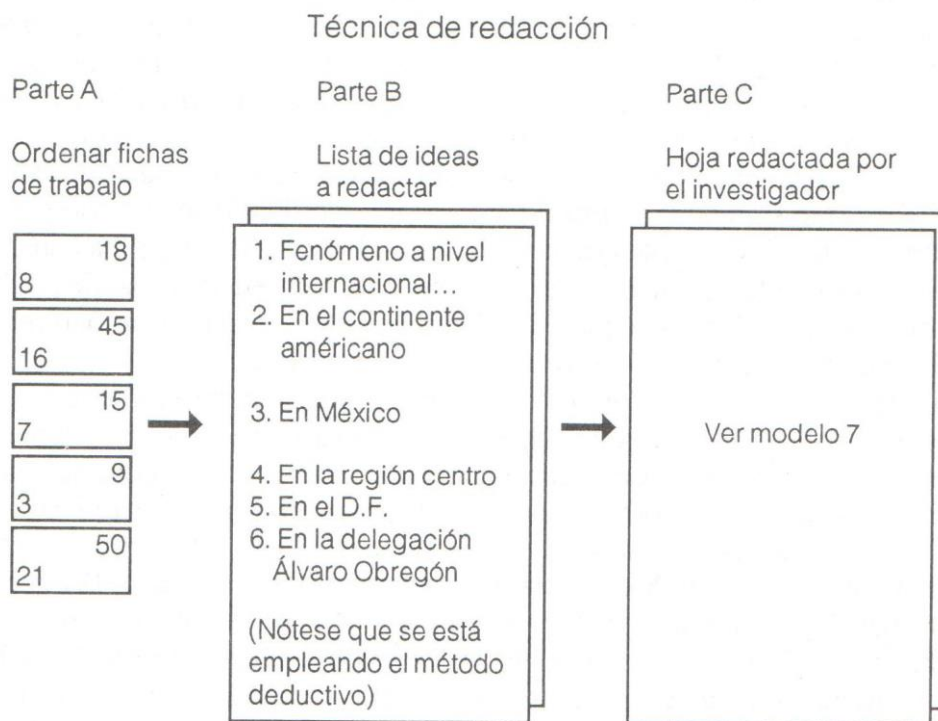 Técnica de redacción
Parte A
Ordenar fichas
de trabajo
18
8
45
16
15
7
9
3
50
21
Parte B
Lista de ideas
a redactar
1. Fenómeno a nivel
internacional...
2. En el continente
américano
3. En México
4. En la región centro
5. En el D.F.
6. En la delegación
Álvaro Obregón
(Nótese que se está
empleando el método
deductivo)
Parte C
Hoja redactada por
el investigador
Ver modelo 7